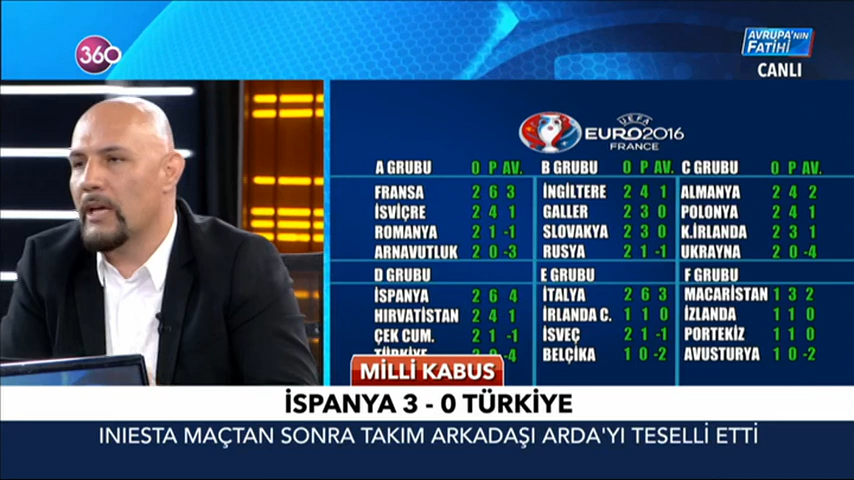 360
AVRUPA'NIN
FATİHİ
CANLI
UEFA
EURO2016
FRANCE
A GRUBU O P AV.
FRANSA 2 6 3
İSVİÇRE 2 4 1
ROMANYA 2 1 -1
ARNAVUTLUK 2 0 -3
B GRUBU O P AV.
İNGİLTERE 2 4 1
GALLER 2 3 0
SLOVAKYA 2 3 0
RUSYA 2 1 -1
C GRUBU O P AV.
ALMANYA 2 4 2
POLONYA 2 4 1
K.İRLANDA 2 3 1
UKRAYNA 2 0 -4
D GRUBU
İSPANYA 2 6 4
HIRVATİSTAN 2 4 1
ÇEK CUM. 2 1 -1
TÜRKİYE 2 0 -4
E GRUBU
İTALYA 2 6 3
İRLANDA C. 1 1 0
İSVEÇ 2 1 -1
BELÇİKA 1 0 -2
F GRUBU
MACARİSTAN 1 3 2
İZLANDA 1 1 0
PORTEKİZ 1 1 0
AVUSTURYA 1 0 -2
MİLLİ KABUS
İSPANYA 3 - 0 TÜRKİYE
INIESTA MAÇTAN SONRA TAKIM ARKADAŞI ARDA'YI TESELLİ ETTİ